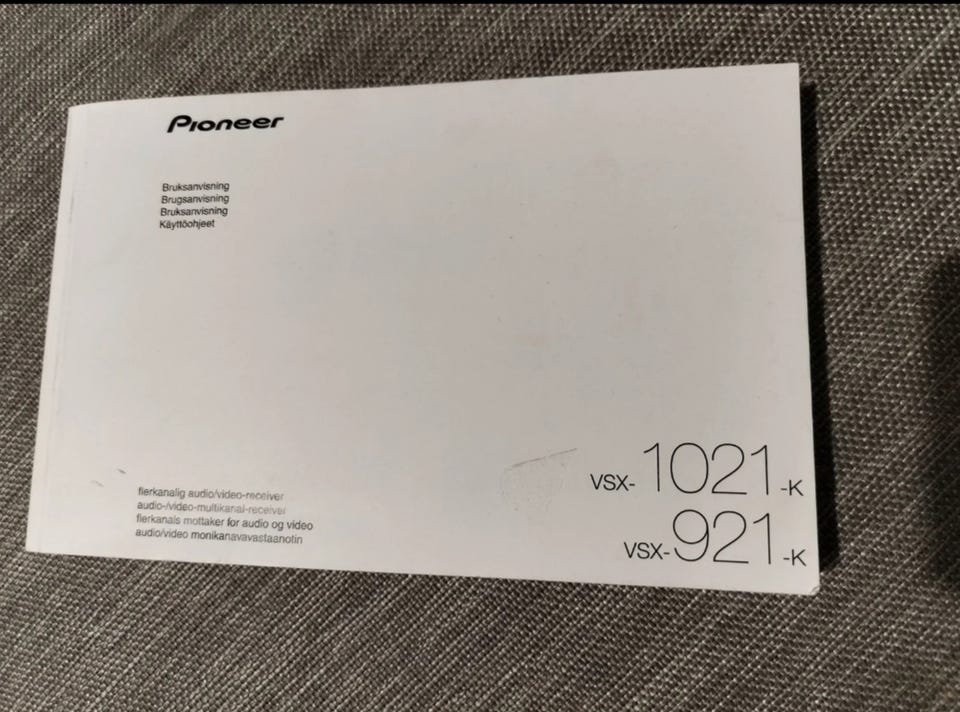 Pioneer
Bruksanvisning
Brugsanvisning
Bruksanvisning
Käyttöohjeet
flerkanalig audio/video-receiver
audio-/video-multikanal-receiver
flerkanals mottaker for audio og video
audio/video monikanavavastaanotin
VSX-1021-K
VSX-921-K